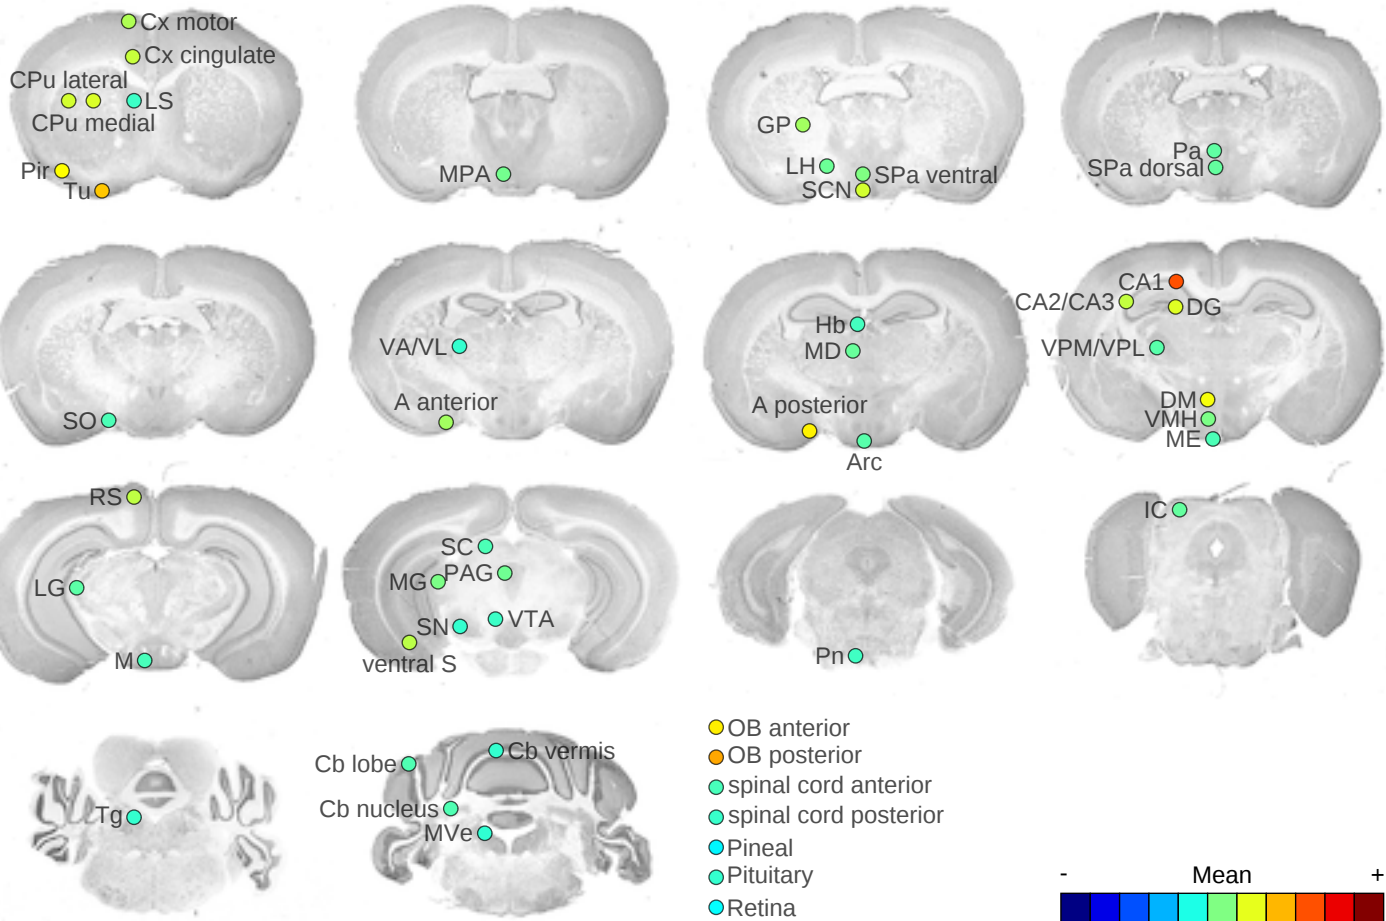 Cx motor
Cx cingulate
CPu lateral
LS
CPu medial
Pir
Tu
MPA
GP
LH
SPa ventral
SCN
Pa
SPa dorsal
SO
VA/VL
A anterior
Hb
MD
A posterior
Arc
CA1
CA2/CA3
DG
VPM/VPL
DM
VMH
ME
RS
LG
M
SC
PAG
MG
VTA
SN
ventral S
Pn
IC
Tg
Cb vermis
Cb lobe
Cb nucleus
MVe
OB anterior
OB posterior
spinal cord anterior
spinal cord posterior
Pineal
Pituitary
Retina
- Mean +